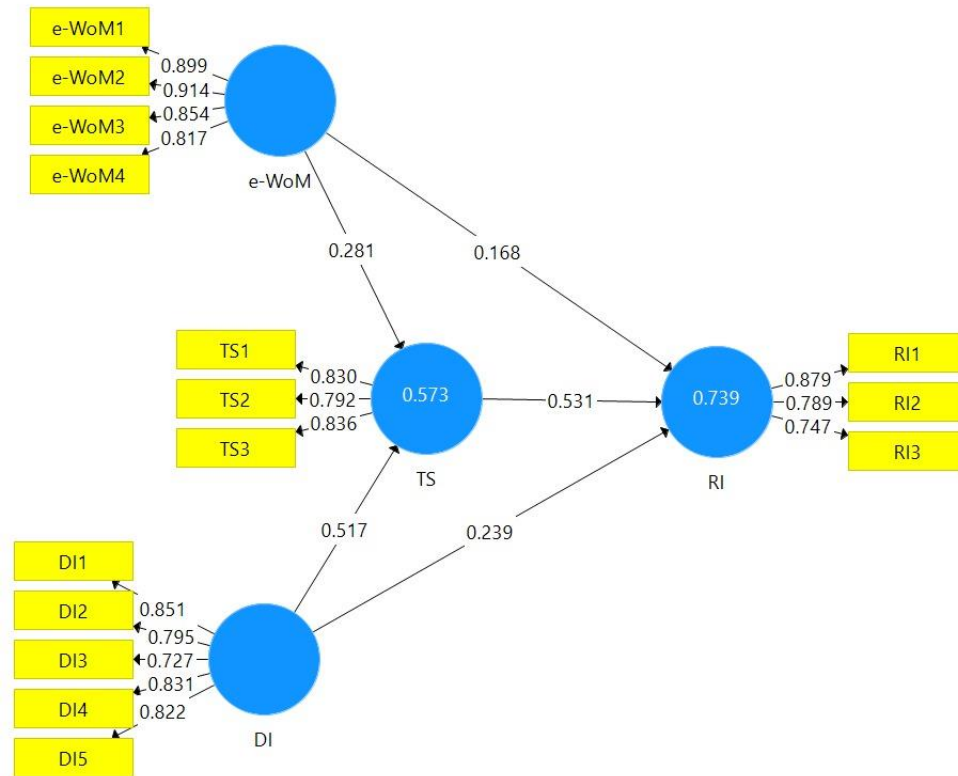 e-WoM1
e-WoM2
e-WoM3
e-WoM4
0.899
0.914
0.854
0.817
e-WoM
0.281
0.168
TS1
TS2
TS3
0.830
0.792
0.836
0.573
TS
0.531
0.739
RI
0.879
0.789
0.747
RI1
RI2
RI3
0.517
0.239
DI1
DI2
DI3
DI4
DI5
0.851
0.795
0.727
0.831
0.822
DI